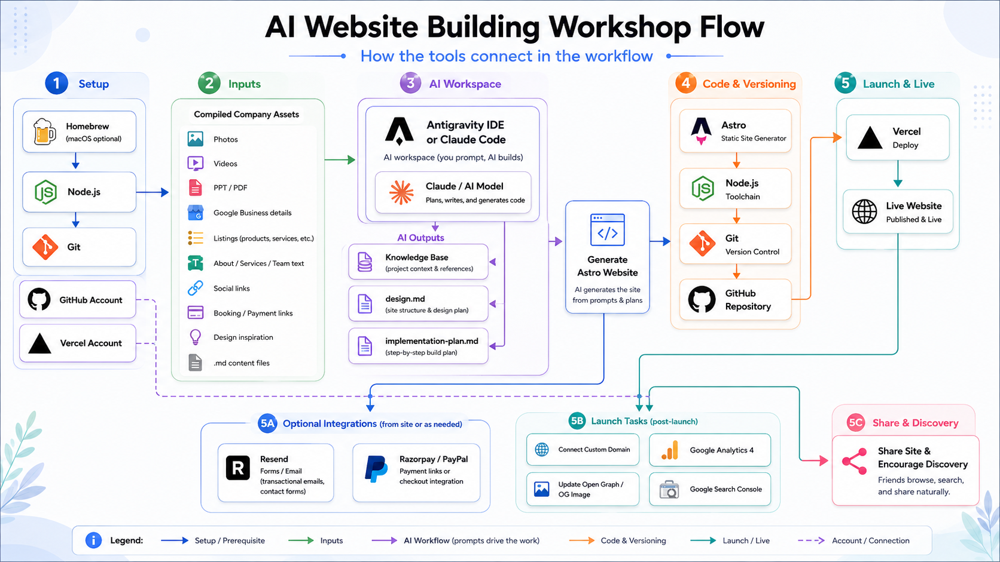 AI Website Building Workshop Flow
How the tools connect in the workflow
1 Setup
Homebrew
(macOS optional)
Node.js
Git
GitHub Account
Vercel Account
2 Inputs
Compiled Company Assets
Photos
Videos
PPT / PDF
Google Business details
Listings (products, services, etc.)
About / Services / Team text
Social links
Booking / Payment links
Design inspiration
.md content files
3 AI Workspace
Antigravity IDE
or Claude Code
AI workspace (you prompt, AI builds)
Claude / AI Model
Plans, writes, and generates code
AI Outputs
Knowledge Base
(project context & references)
design.md
(site structure & design plan)
implementation-plan.md
(step-by-step build plan)
Generate
Astro Website
AI generates the site
from prompts & plans
4 Code & Versioning
Astro
Static Site Generator
Node.js
Toolchain
Git
Version Control
GitHub
Repository
5 Launch & Live
Vercel
Deploy
Live Website
Published & Live
5A Optional Integrations (from site or as needed)
R
Resend
Forms / Email
(transactional emails,
contact forms)
Razorpay / PayPal
Payment links or
checkout integration
5B Launch Tasks (post-launch)
Connect Custom Domain
Google Analytics 4
Update Open Graph /
OG Image
Google Search Console
5C Share & Discovery
Share Site &
Encourage Discovery
Friends browse, search,
and share naturally.
i Legend:
Setup / Prerequisite
Inputs
AI Workflow (prompts drive the work)
Code & Versioning
Launch / Live
Account / Connection